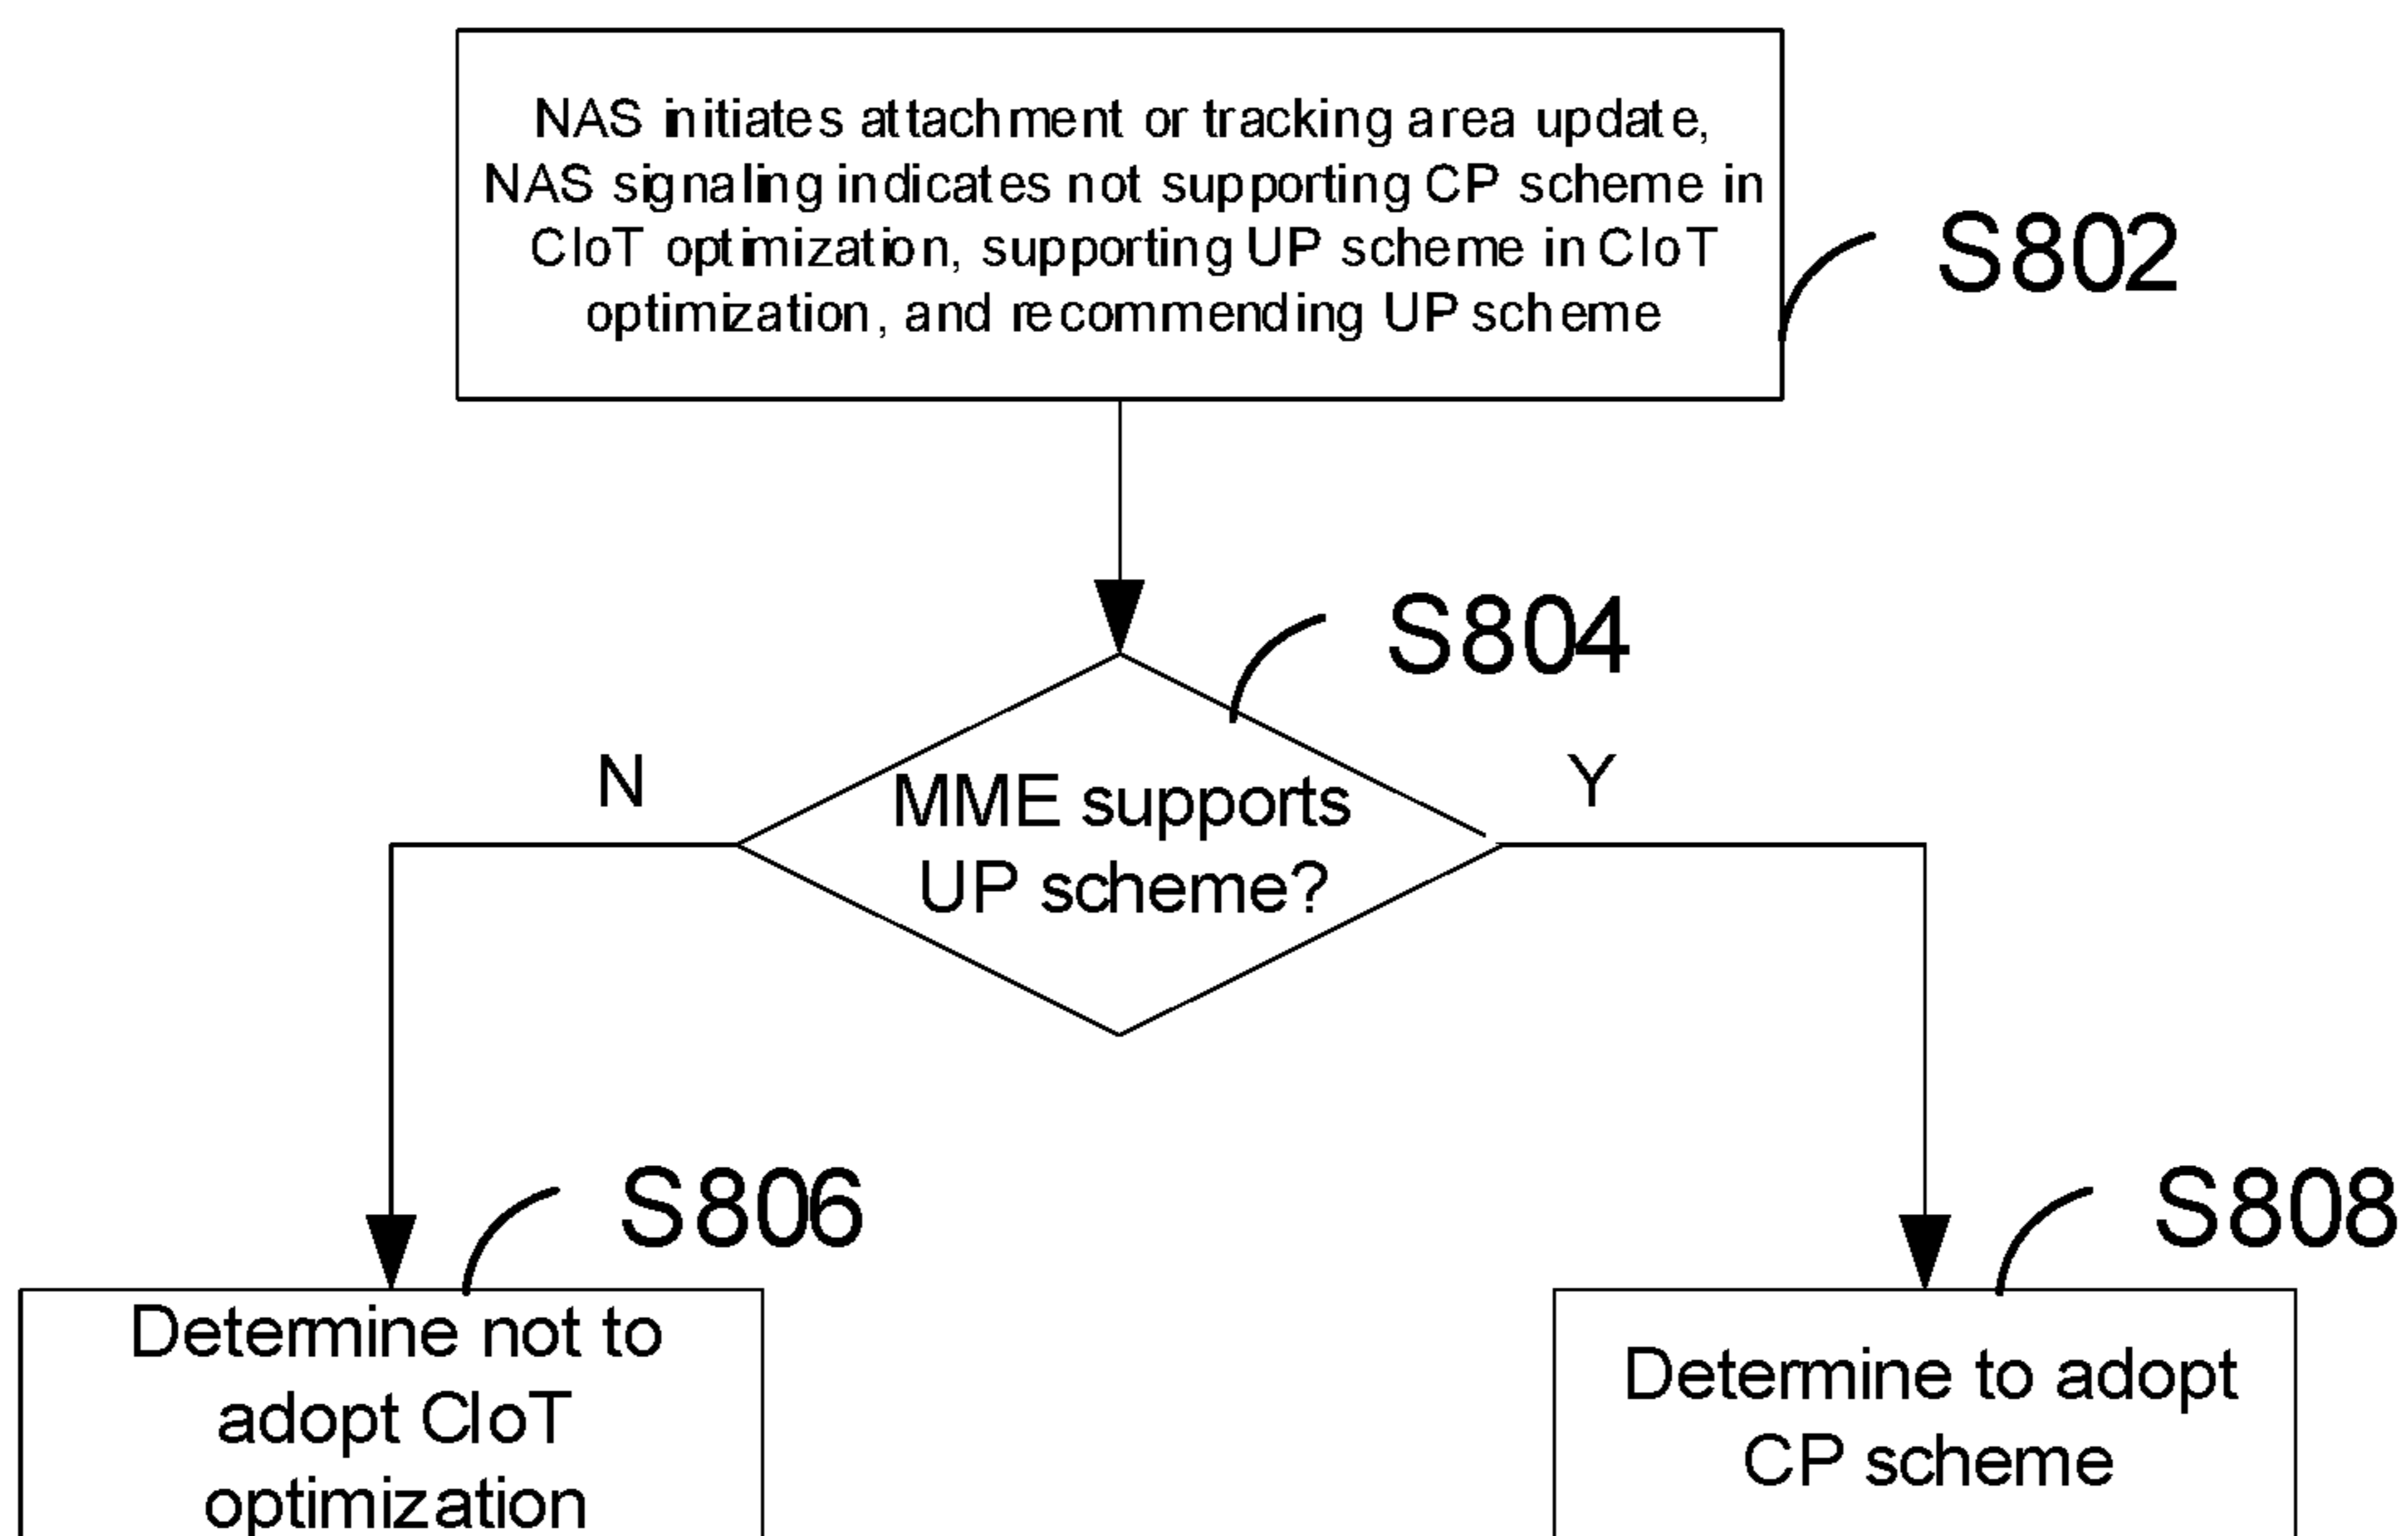 NAS initiates attachment or tracking area update,
NAS signaling indicates not supporting CP scheme in
CIoT optimization, supporting UP scheme in CIoT
optimization, and recommending UP scheme
S802
S804
N
Y
MME supports
UP scheme?
S806
S808
Determine not to
adopt CIoT
optimization
Determine to adopt
CP scheme